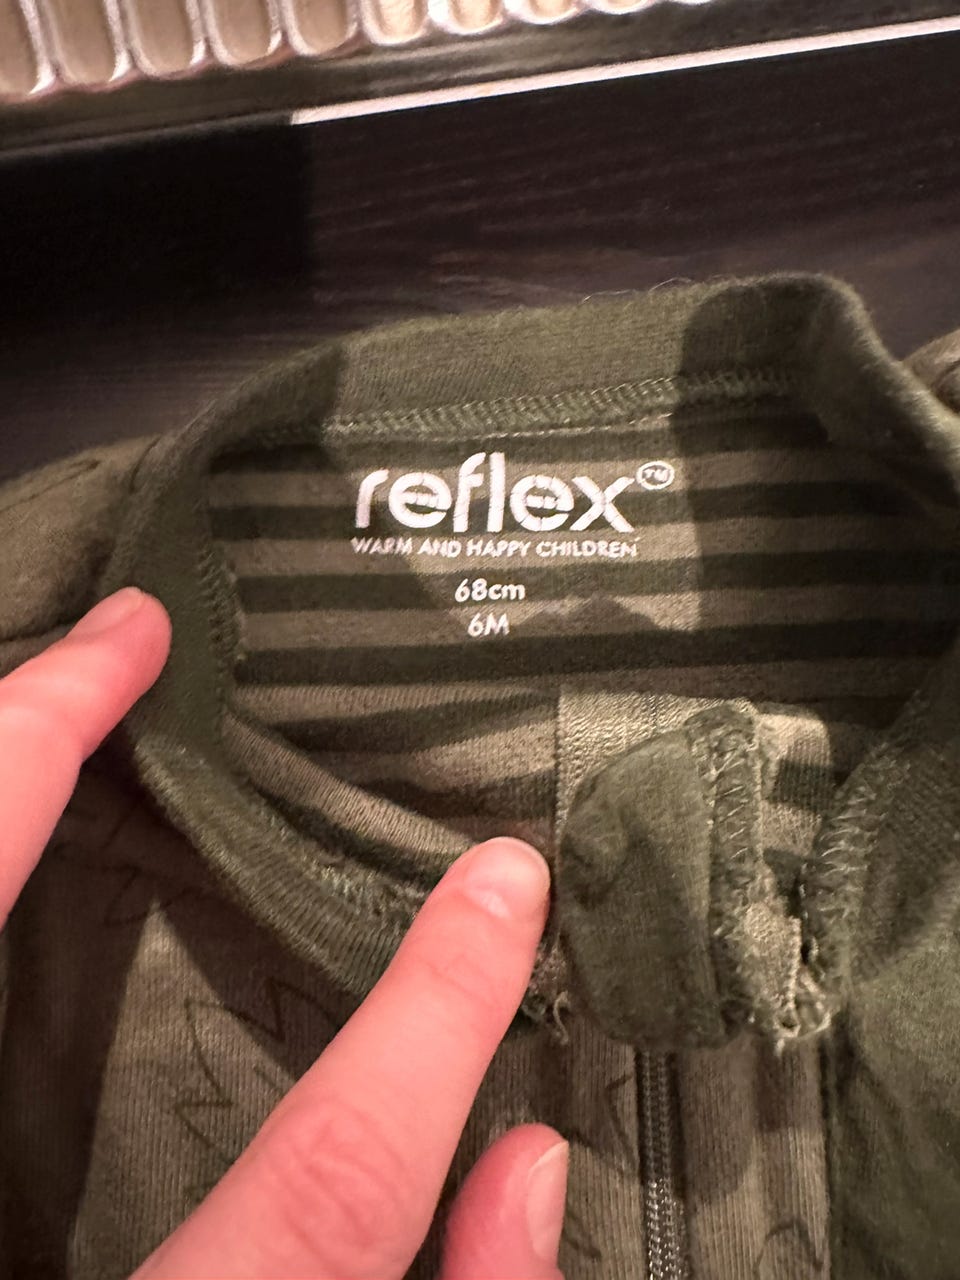 reflex™
WARM AND HAPPY CHILDREN
68cm
6M